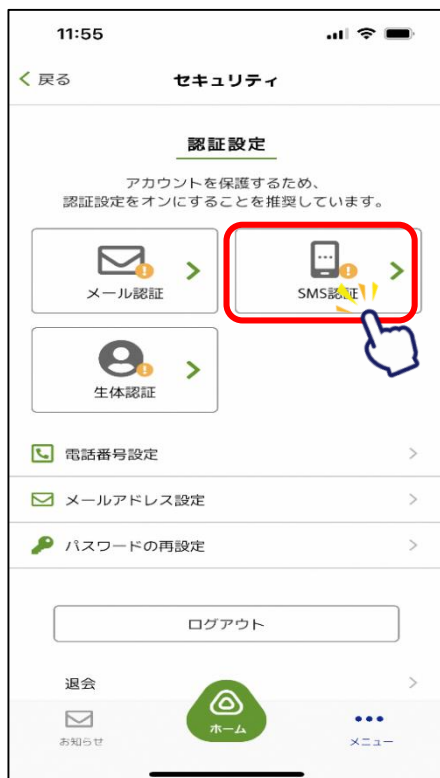 11:55
戻る
セキュリティ
認証設定
アカウントを保護するため、
認証設定をオンにすることを推奨しています。
メール認証
SMS認証
生体認証
電話番号設定
メールアドレス設定
パスワードの再設定
ログアウト
退会
お知らせ
ホーム
メニュー